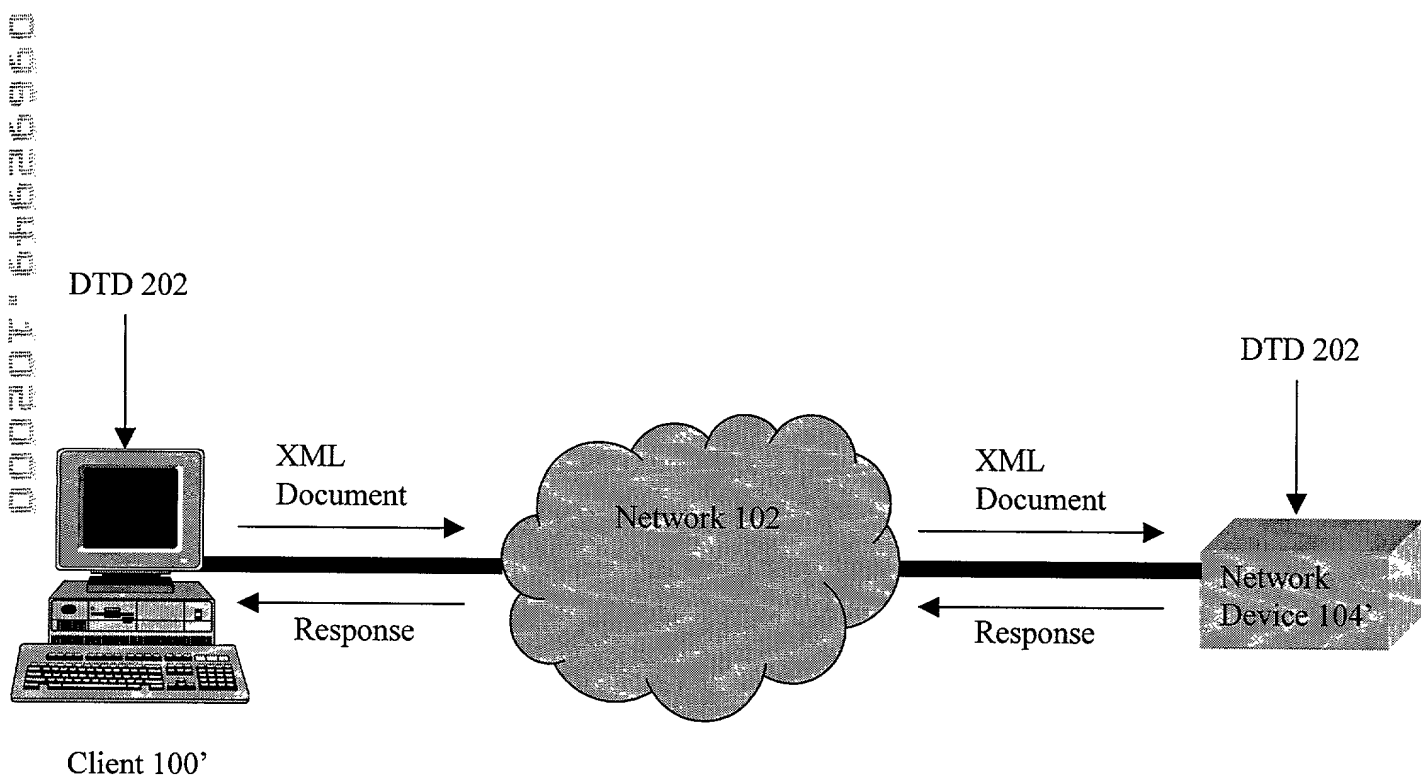 DTD 202
DTD 202
XML
Document
XML
Document
Network 102
Network
Device 104’
Response
Response
Client 100’